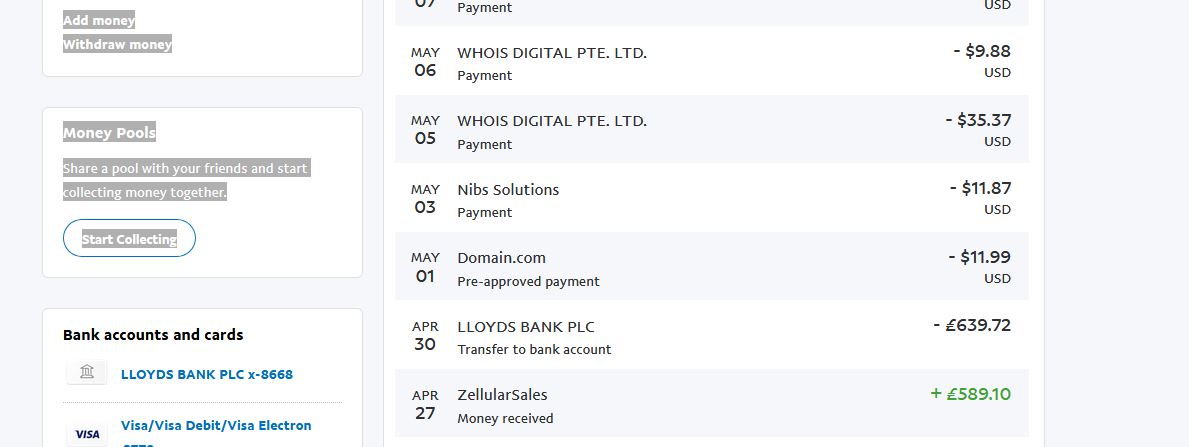 Add money
Withdraw money
Money Pools
Share a pool with your friends and start
collecting money together.
Start Collecting
Bank accounts and cards
LLOYDS BANK PLC x-8668
VISA
Visa/Visa Debit/Visa Electron
07
Payment
USD
MAY
06
WHOIS DIGITAL PTE. LTD.
Payment
- $9.88
USD
MAY
05
WHOIS DIGITAL PTE. LTD.
Payment
- $35.37
USD
MAY
03
Nibs Solutions
Payment
- $11.87
USD
MAY
01
Domain.com
Pre-approved payment
- $11.99
USD
APR
30
LLOYDS BANK PLC
Transfer to bank account
- £639.72
APR
27
ZellularSales
Money received
+ £589.10